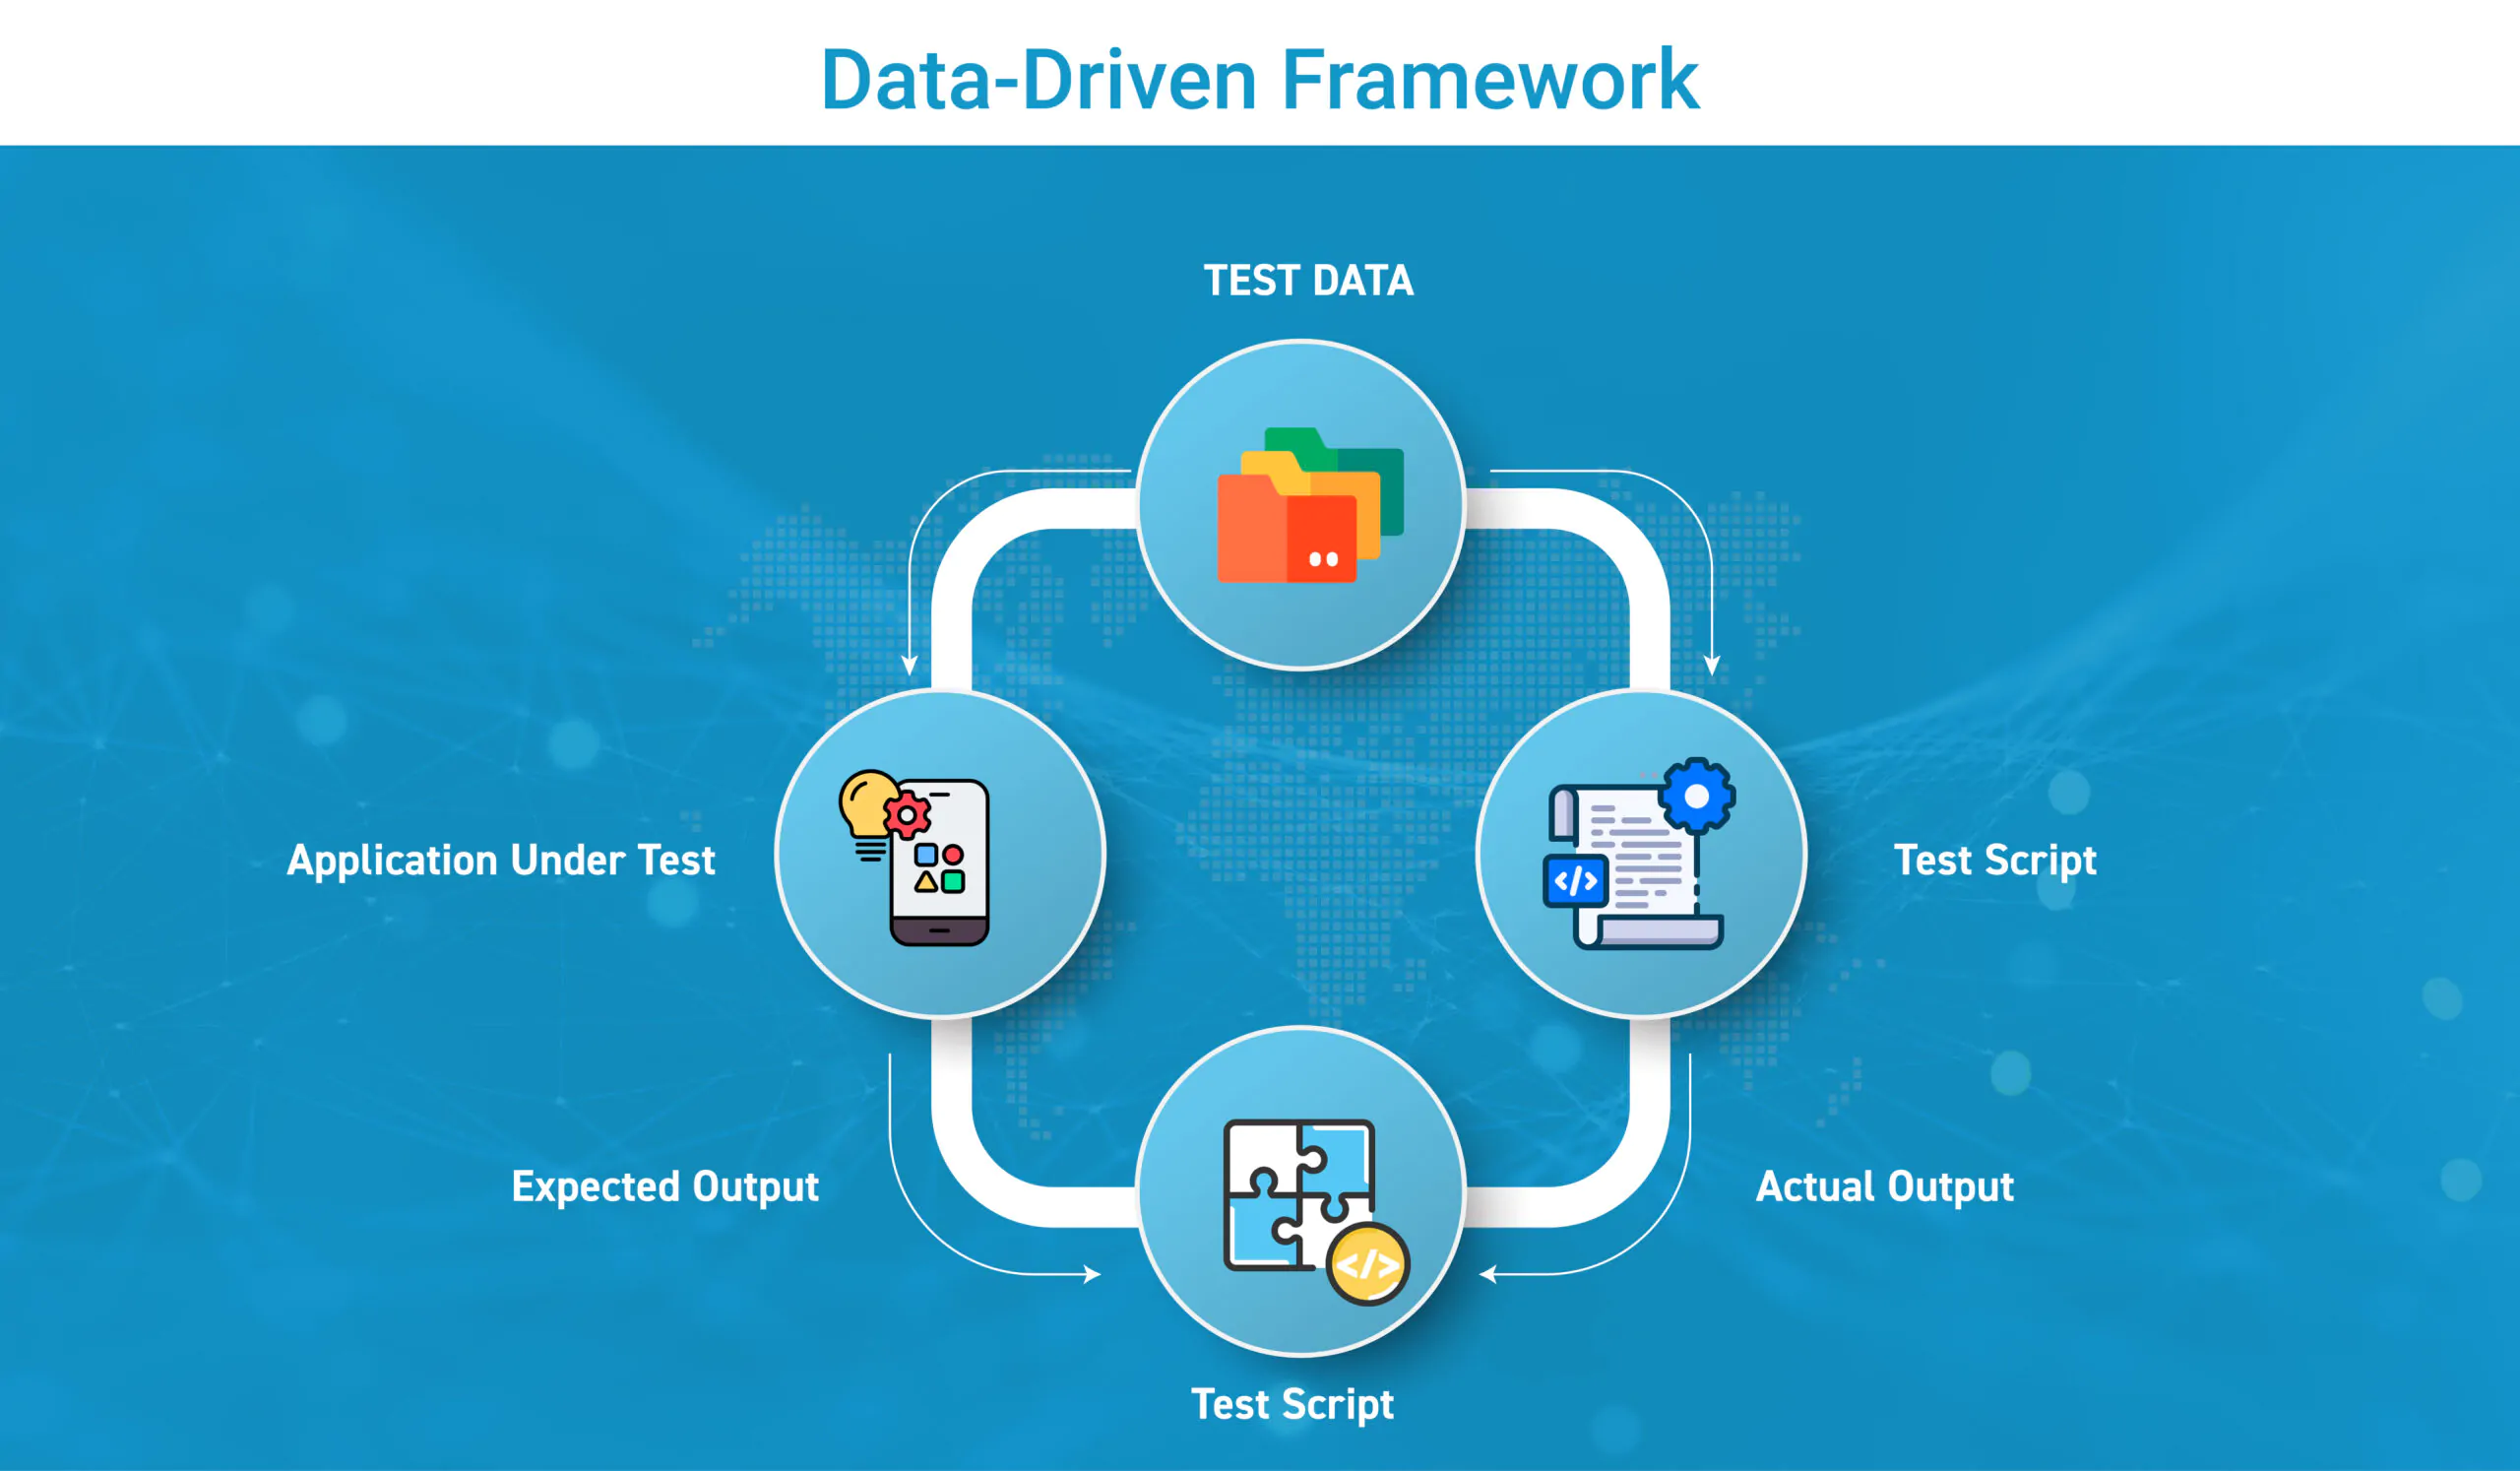 Data-Driven Framework
TEST DATA
Application Under Test
Test Script
</>
Expected Output
Actual Output
</>
Test Script